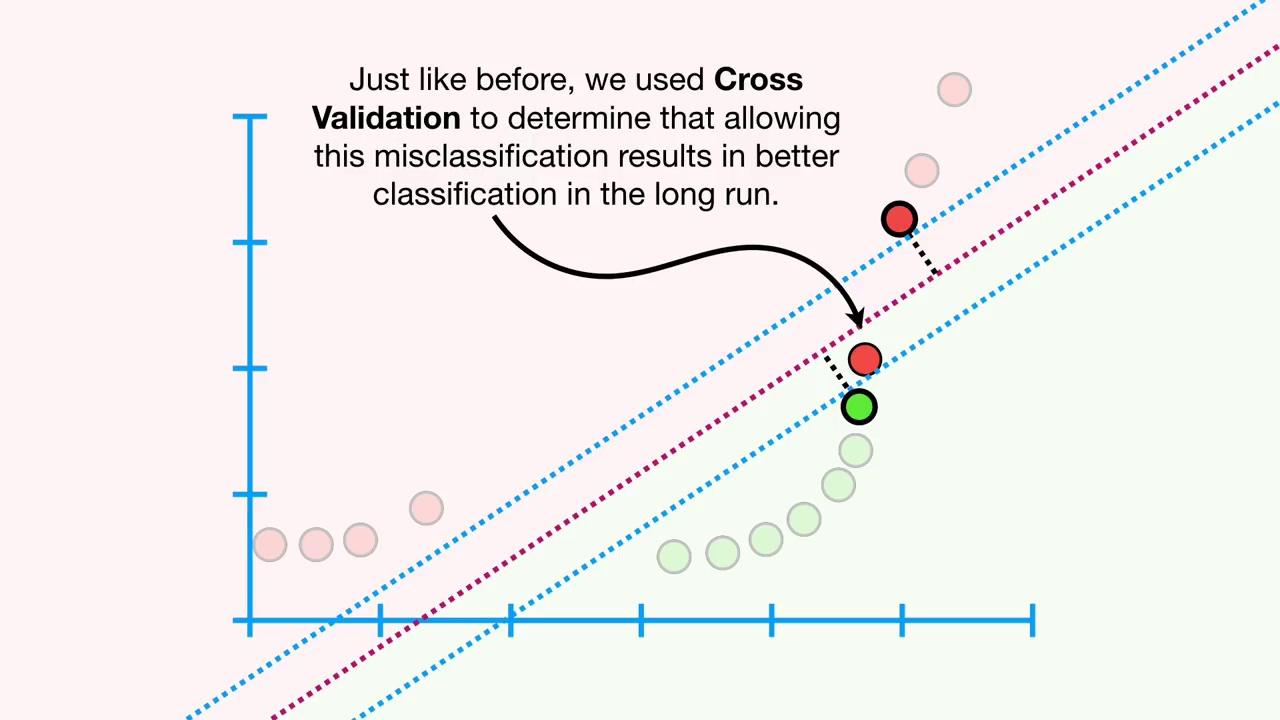 Just like before, we used Cross
Validation to determine that allowing
this misclassification results in better
classification in the long run.